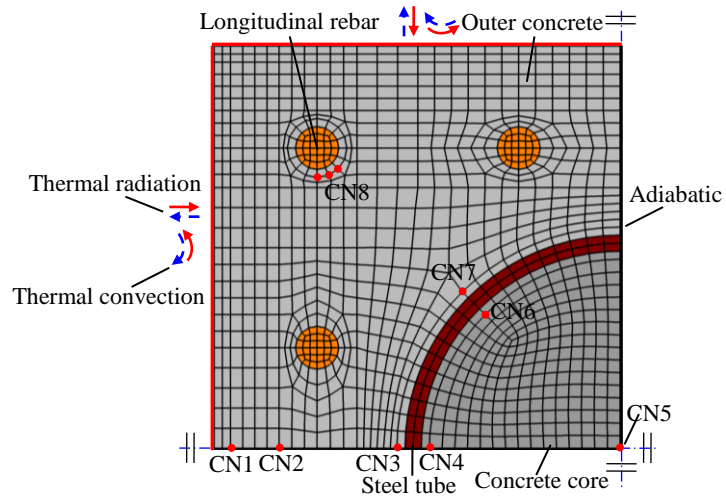 Longitudinal rebar
Outer concrete
CN8
Thermal radiation
Adiabatic
Thermal convection
CN7
CN6
CN5
CN1
CN2
CN3
CN4
Concrete core
Steel tube